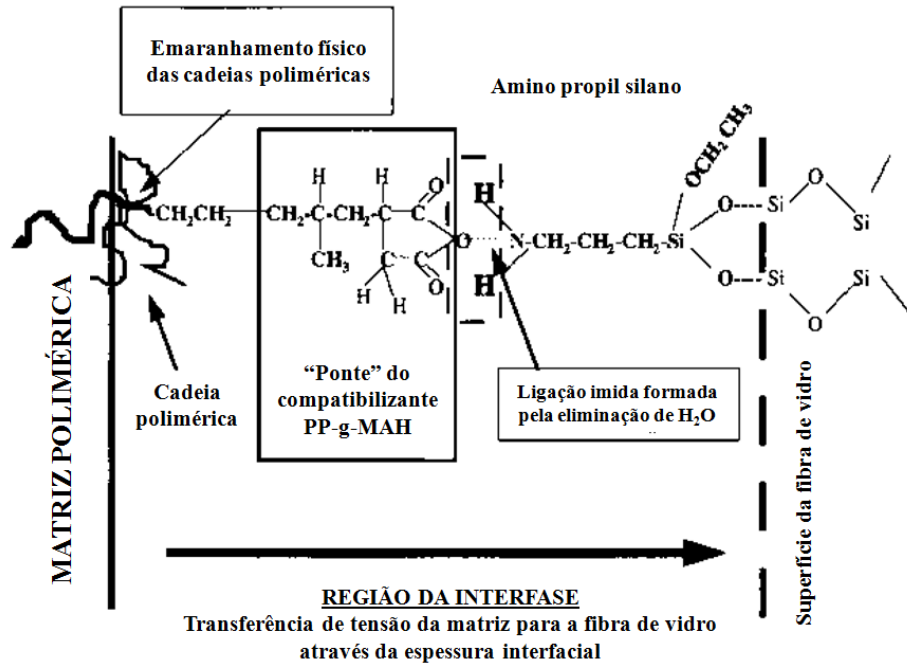 Emaranhamento físico
das cadeias poliméricas
Amino propil silano
OCH2CH3
H
H
H
O
O
Si
CH2CH2
CH2-C-CH2-C-C
O
N-CH2-CH2-CH2-Si
Si
CH3
C-C
O
H
O
Si
Si
H
H
O
MATRIZ POLIMÉRICA
Cadeia
polimérica
“Ponte” do
compatibilizante
PP-g-MAH
Ligação imida formada
pela eliminação de H₂O
Superfície da fibra de vidro
REGIÃO DA INTERFASE
Transferência de tensão da matriz para a fibra de vidro
através da espessura interfacial